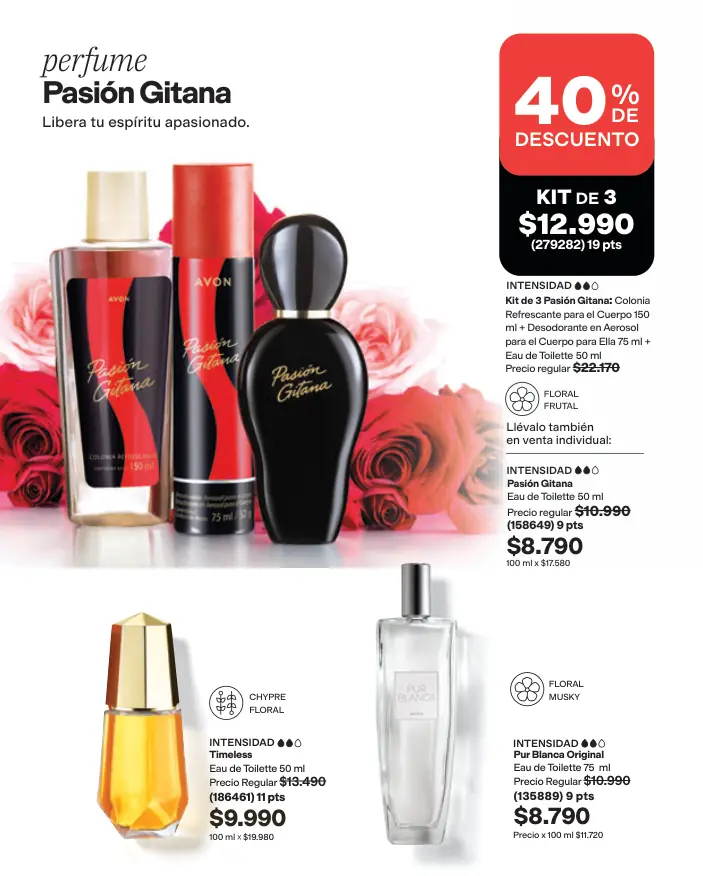 perfume
Pasión Gitana
Libera tu espíritu apasionado.
40%
DE
DESCUENTO
KIT DE 3
$12.990
(279282) 19 pts
INTENSIDAD
Kit de 3 Pasión Gitana: Colonia
Refrescante para el Cuerpo 150
ml + Desodorante en Aerosol
para el Cuerpo para Ella 75 ml +
Eau de Toilette 50 ml
Precio regular $22.170
FLORAL
FRUTAL
Llévalo también
en venta individual:
INTENSIDAD
Pasión Gitana
Eau de Toilette 50 ml
Precio regular $10.990
(158649) 9 pts
$8.790
100 ml x $17.580
AVON
Pasión
Gitana
COLONIA REFRESCANTE
150 ml
AVON
Pasión
Gitana
75 ml / 52 g
Pasión
Gitana
CHYPRE
FLORAL
INTENSIDAD
Timeless
Eau de Toilette 50 ml
Precio Regular $13.490
(186461) 11 pts
$9.990
100 ml x $19.980
PUR
BLANCA
FLORAL
MUSKY
INTENSIDAD
Pur Blanca Original
Eau de Toilette 75 ml
Precio Regular $10.990
(135889) 9 pts
$8.790
Precio x 100 ml $11.720